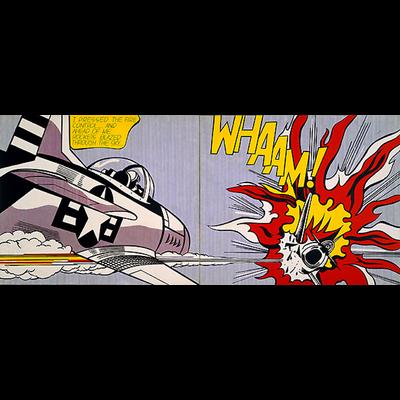 I PRESSED THE FIRE
CONTROL... AND
AHEAD OF ME
ROCKETS BLAZED
THROUGH THE SKY...
WHAAM!